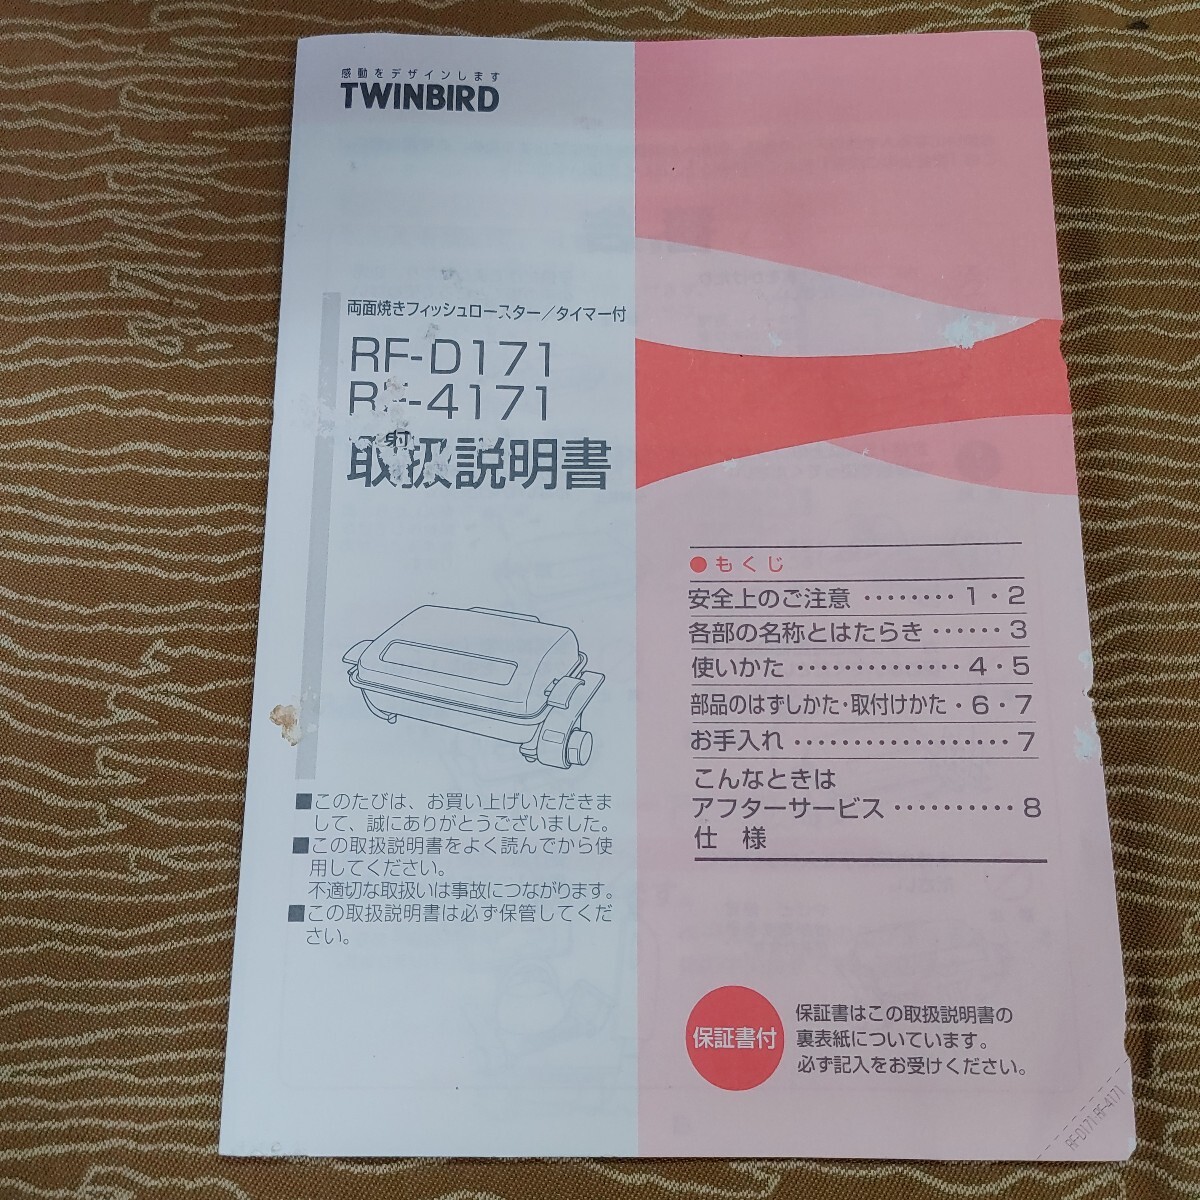 感動をデザインします
TWINBIRD
両面焼きフィッシュロースター／タイマー付
RF-D171
RF-4171
取扱説明書
■このたびは、お買い上げいただきま
して、誠にありがとうございました。
■この取扱説明書をよく読んでから使
用してください。
不適切な取扱いは事故につながります。
■この取扱説明書は必ず保管してくだ
さい。
●もくじ
安全上のご注意 ‥‥‥‥ 1・2
各部の名称とはたらき ‥‥‥ 3
使いかた ‥‥‥‥‥‥‥ 4・5
部品のはずしかた・取付けかた・6・7
お手入れ ‥‥‥‥‥‥‥‥‥ 7
こんなときは
アフターサービス ‥‥‥‥‥ 8
仕 様
保証書付
保証書はこの取扱説明書の
裏表紙についています。
必ず記入をお受けください。
RF-D171.RF-4171